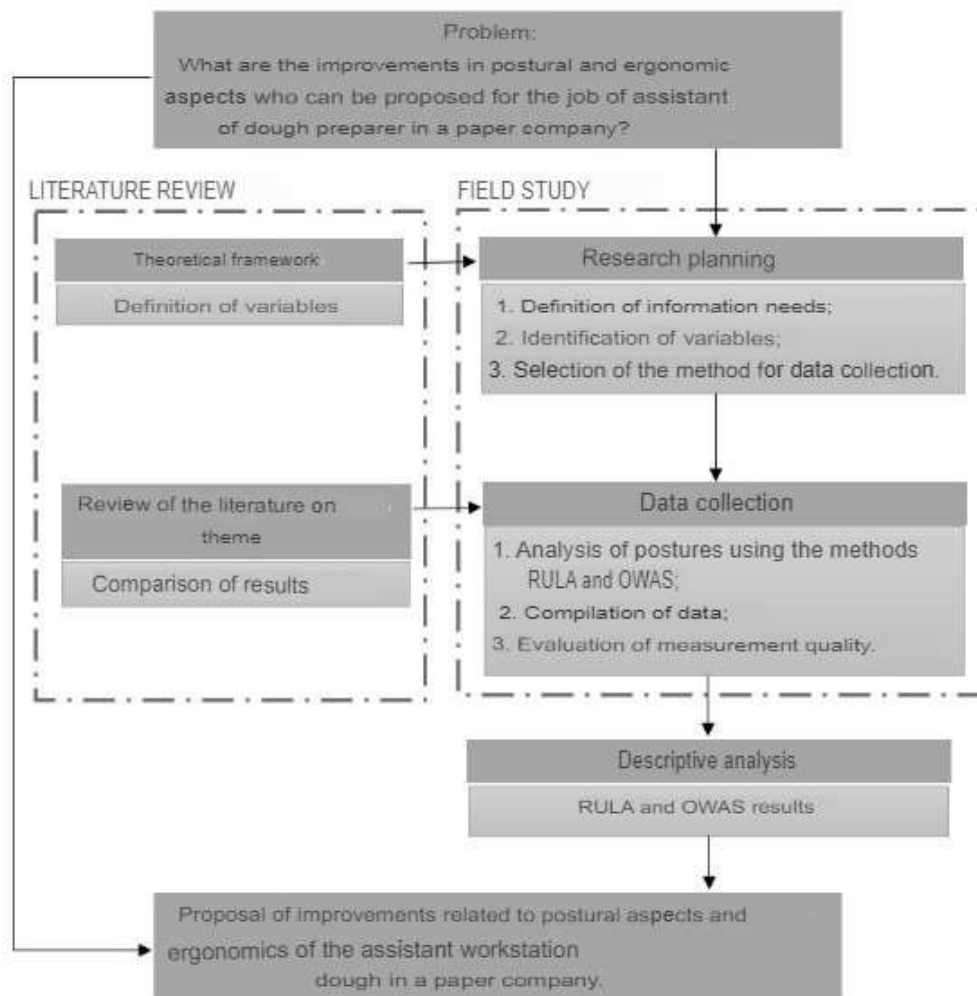 Problem:
What are the improvements in postural and ergonomic
aspects who can be proposed for the job of assistant
of dough preparer in a paper company?
LITERATURE REVIEW
FIELD STUDY
Theoretical framework
Definition of variables
Research planning
1. Definition of information needs;
2. Identification of variables;
3. Selection of the method for data collection.
Review of the literature on
theme
Comparison of results
Data collection
1. Analysis of postures using the methods
RULA and OWAS;
2. Compilation of data;
3. Evaluation of measurement quality.
Descriptive analysis
RULA and OWAS results
Proposal of improvements related to postural aspects and
ergonomics of the assistant workstation
dough in a paper company.